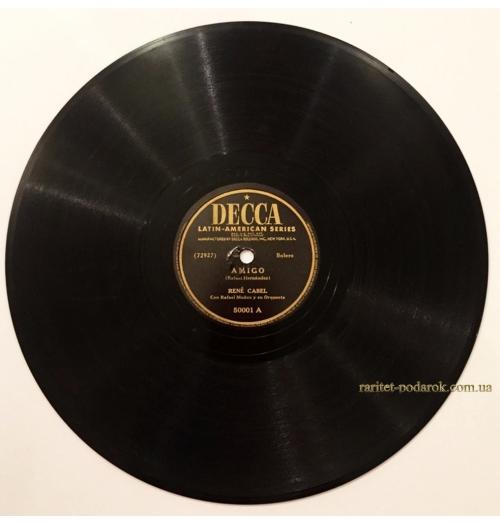 DECCA
LATIN-AMERICAN SERIES
MANUFACTURED BY DECCA RECORDS, INC., NEW YORK, U.S.A.
(72927) Bolero
AMIGO
(Rafael Hernández)
RENÉ CABEL
Con Rafael Muñoz y su Orquesta
50001 A
raritet-podarok.com.ua